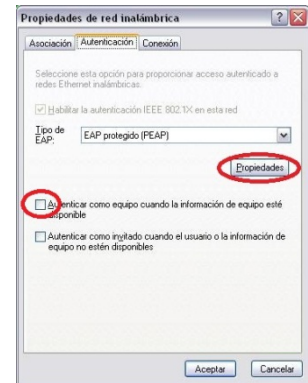 Propiedades de red inalámbrica
Asociación Autenticación Conexión
Seleccione esta opción para proporcionar acceso autenticado a
redes Ethernet inalámbricas.
Habilitar la autenticación IEEE 802.1X en esta red
Tipo de
EAP: EAP protegido (PEAP)
Propiedades
Autenticar como equipo cuando la información de equipo esté
disponible
Autenticar como invitado cuando el usuario o la información de
equipo no estén disponibles
Aceptar Cancelar